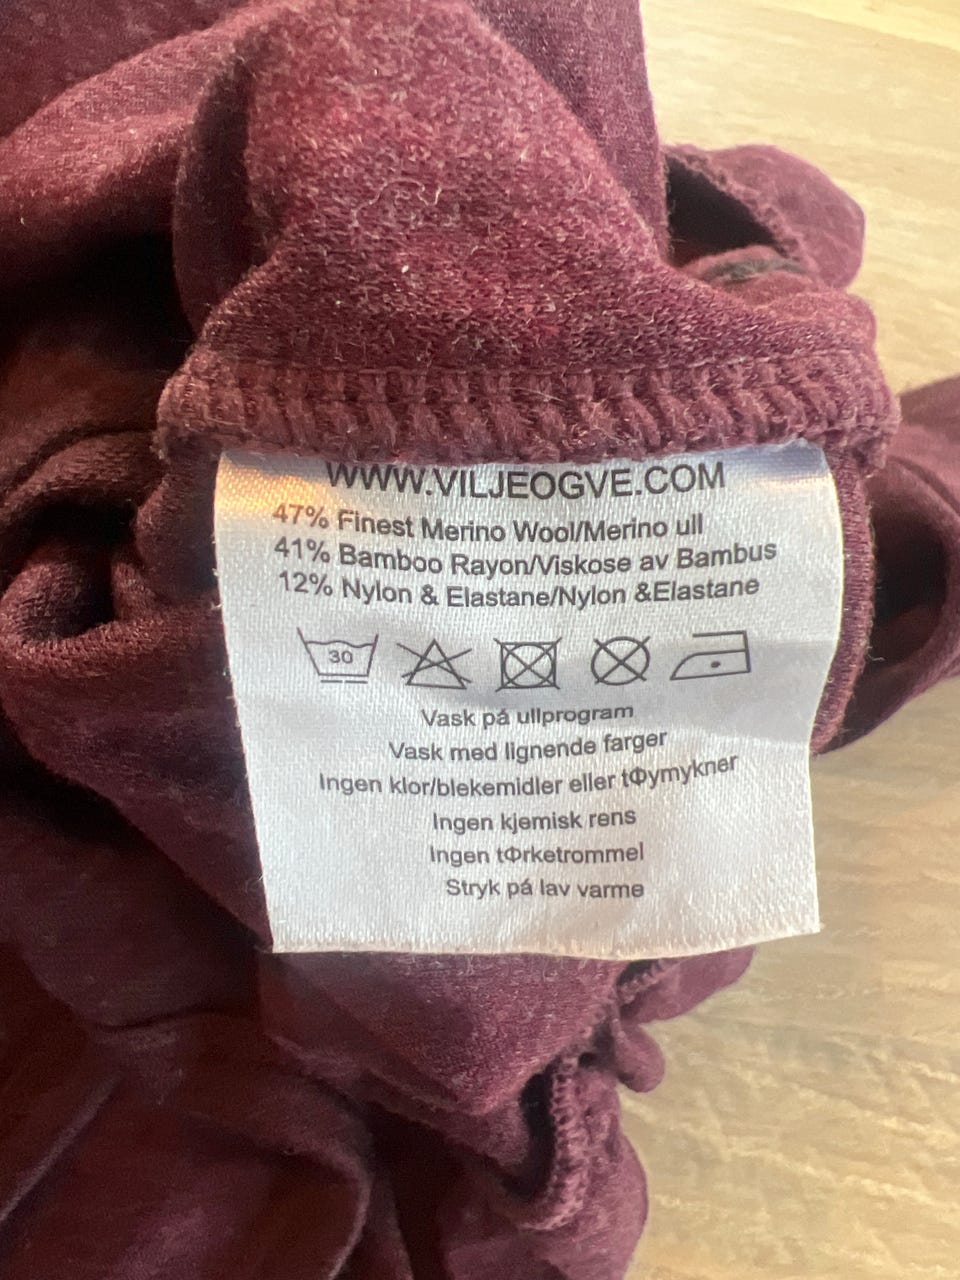 WWW.VILJEOGVE.COM
47% Finest Merino Wool/Merino ull
41% Bamboo Rayon/Viskose av Bambus
12% Nylon & Elastane/Nylon &Elastane
30
Vask på ullprogram
Vask med lignende farger
Ingen klor/blekemidler eller tΦymykner
Ingen kjemisk rens
Ingen tΦrketrommel
Stryk på lav varme